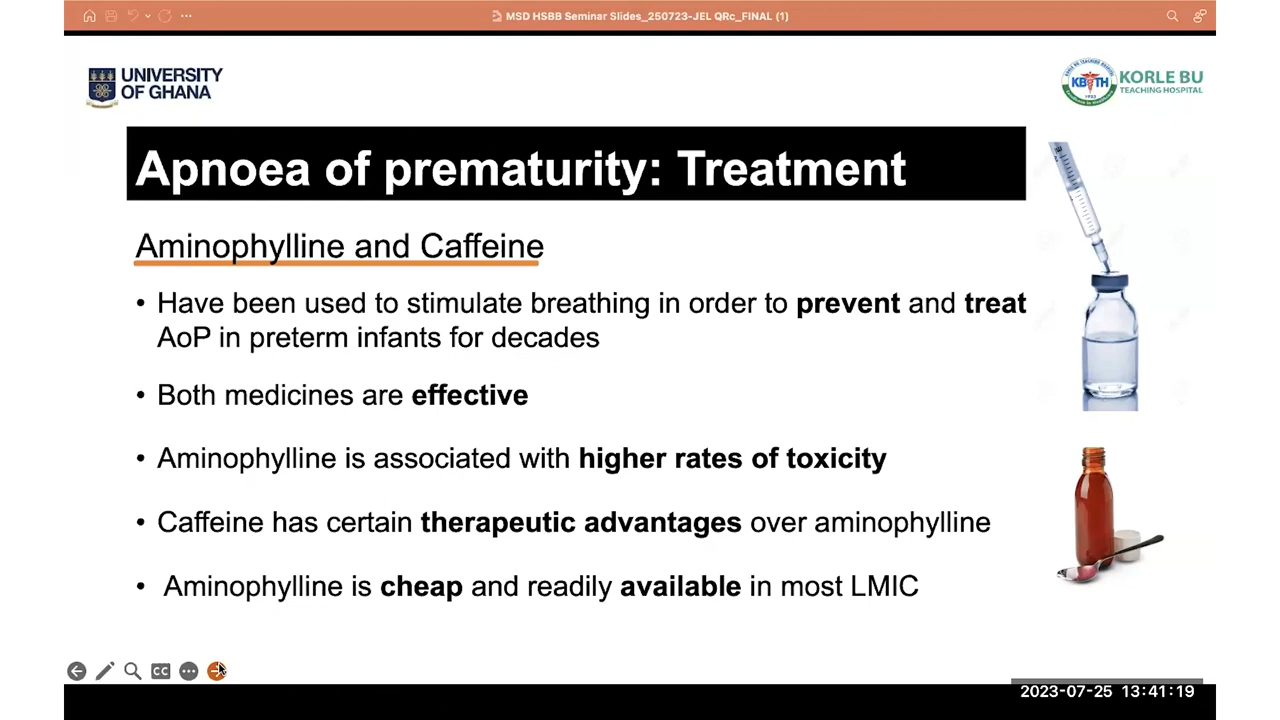 MSD HSBB Seminar Slides_250723-JEL QRc_FINAL (1)
UNIVERSITY
OF GHANA
KBTH
KORLE BU
TEACHING HOSPITAL
Apnoea of prematurity: Treatment
Aminophylline and Caffeine
• Have been used to stimulate breathing in order to prevent and treat
AoP in preterm infants for decades
• Both medicines are effective
• Aminophylline is associated with higher rates of toxicity
• Caffeine has certain therapeutic advantages over aminophylline
• Aminophylline is cheap and readily available in most LMIC
CC
2023-07-25 13:41:19